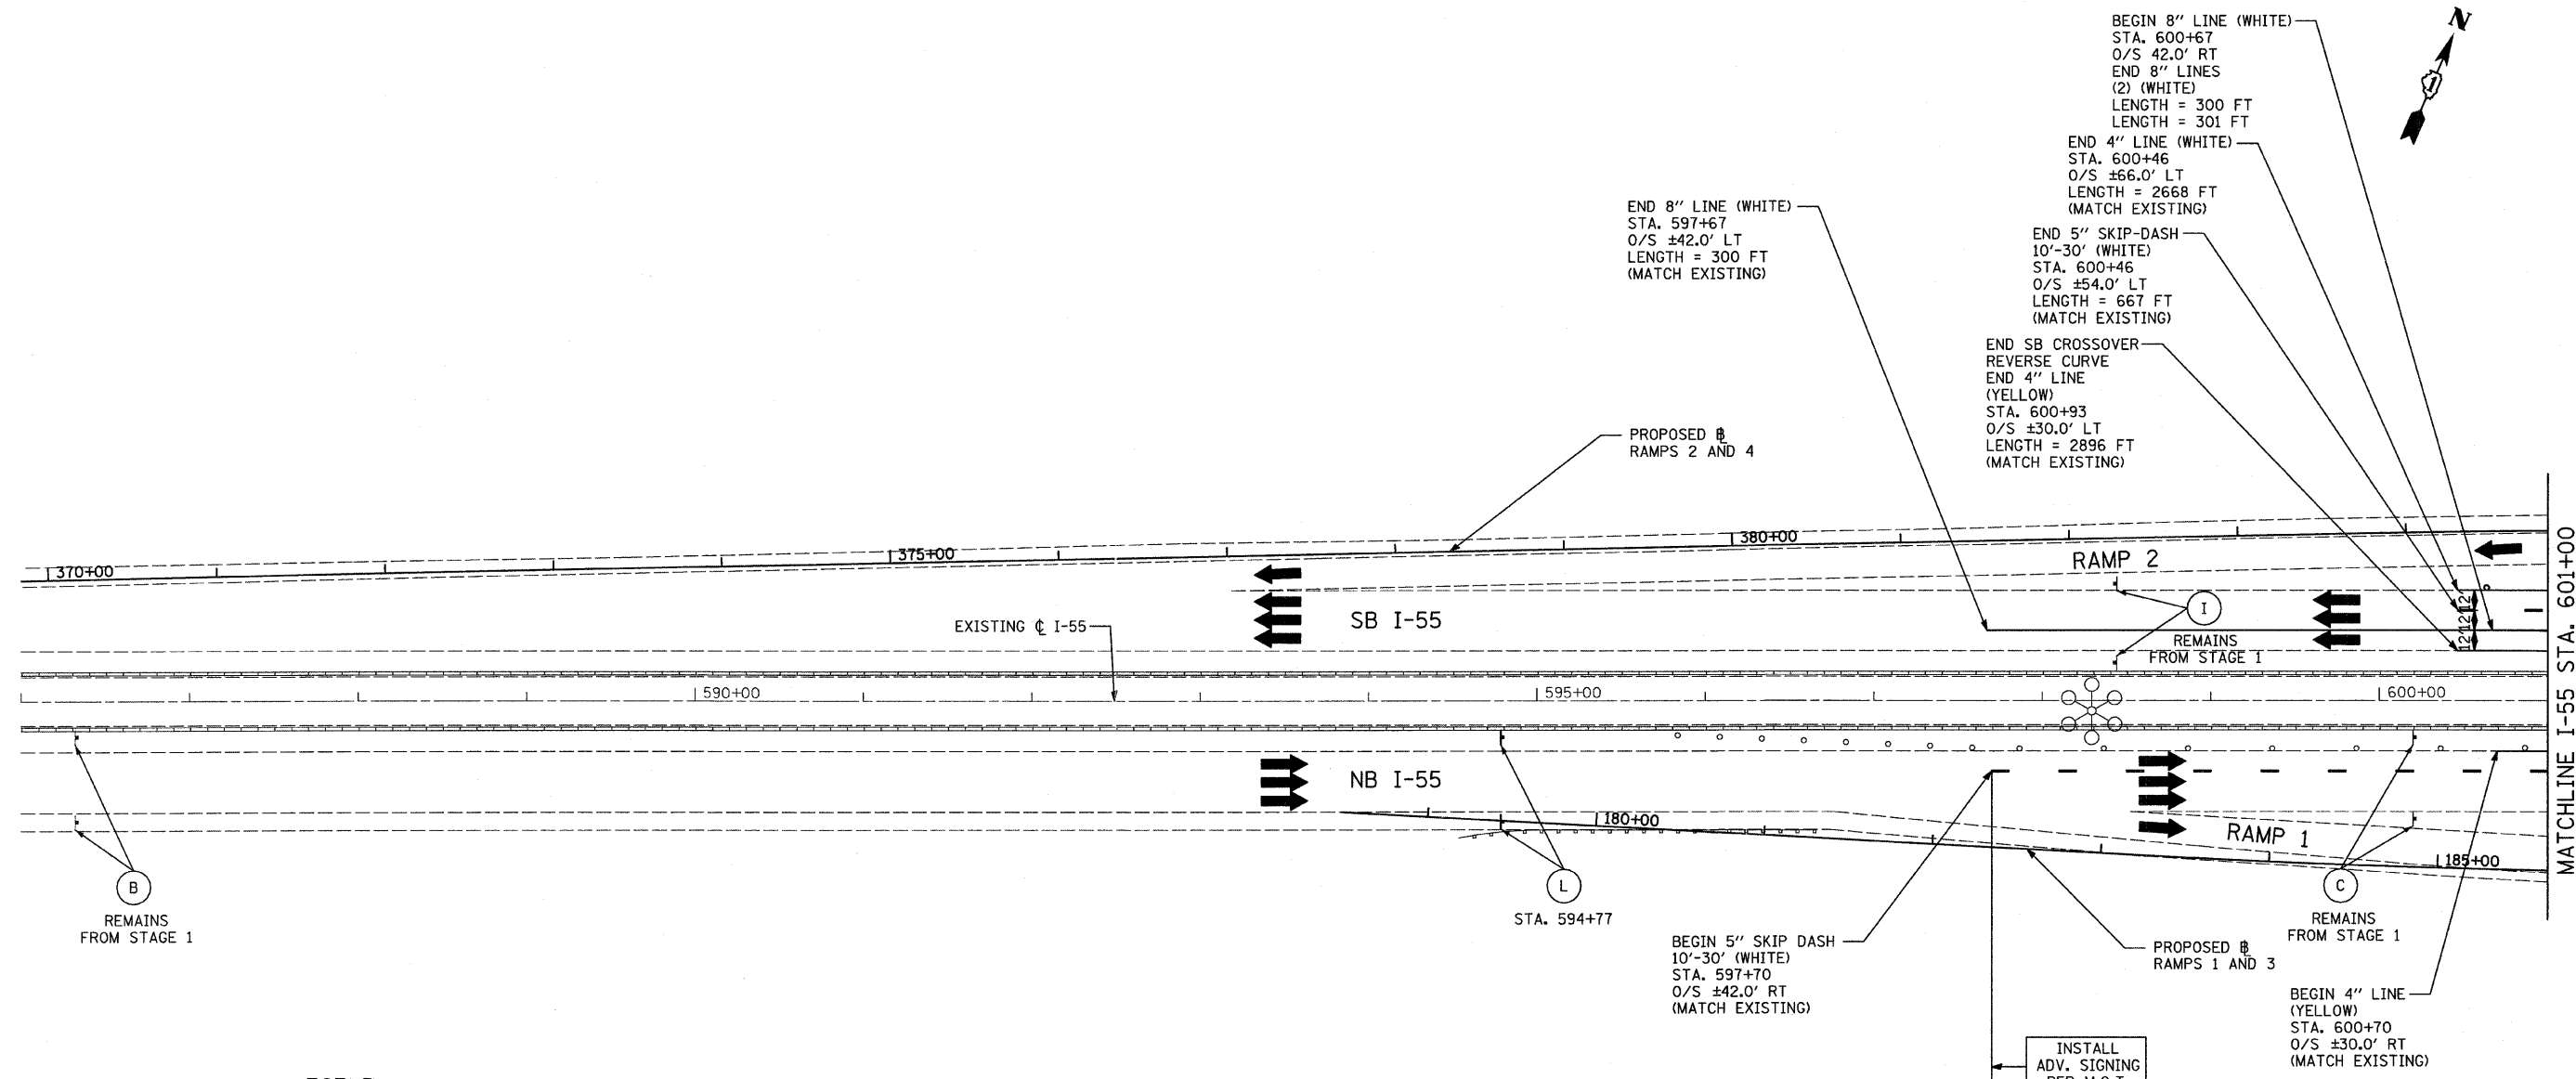 BEGIN 8" LINE (WHITE)
STA. 600+67
O/S 42.0' RT
END 8" LINES
(2) (WHITE)
LENGTH = 300 FT
LENGTH = 301 FT
N
1
END 4" LINE (WHITE)
STA. 600+46
O/S ±66.0' LT
LENGTH = 2668 FT
(MATCH EXISTING)
END 8" LINE (WHITE)
STA. 597+67
O/S ±42.0' LT
LENGTH = 300 FT
(MATCH EXISTING)
END 5" SKIP-DASH
10'-30' (WHITE)
STA. 600+46
O/S ±54.0' LT
LENGTH = 667 FT
(MATCH EXISTING)
END SB CROSSOVER
REVERSE CURVE
END 4" LINE
(YELLOW)
STA. 600+93
O/S ±30.0' LT
LENGTH = 2896 FT
(MATCH EXISTING)
PROPOSED BL
RAMPS 2 AND 4
370+00
375+00
380+00
RAMP 2
SB I-55
EXISTING CL I-55
I
REMAINS
FROM STAGE 1
12'
12'
12'
590+00
595+00
600+00
MATCHLINE I-55 STA. 601+00
NB I-55
180+00
RAMP 1
185+00
B
REMAINS
FROM STAGE 1
L
STA. 594+77
C
REMAINS
FROM STAGE 1
BEGIN 5" SKIP DASH
10'-30' (WHITE)
STA. 597+70
O/S ±42.0' RT
(MATCH EXISTING)
PROPOSED BL
RAMPS 1 AND 3
BEGIN 4" LINE
(YELLOW)
STA. 600+70
O/S ±30.0' RT
(MATCH EXISTING)
INSTALL
ADV. SIGNING